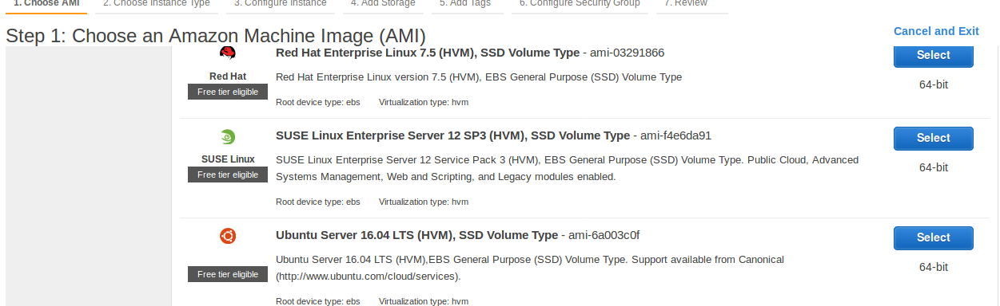 1. Choose AMI 2. Choose Instance Type 3. Configure Instance 4. Add Storage 5. Add Tags 6. Configure Security Group 7. Review
Step 1: Choose an Amazon Machine Image (AMI)
Cancel and Exit
Red Hat
Free tier eligible
Red Hat Enterprise Linux 7.5 (HVM), SSD Volume Type - ami-03291866
Red Hat Enterprise Linux version 7.5 (HVM), EBS General Purpose (SSD) Volume Type
Root device type: ebs Virtualization type: hvm
Select
64-bit
SUSE Linux
Free tier eligible
SUSE Linux Enterprise Server 12 SP3 (HVM), SSD Volume Type - ami-f4e6da91
SUSE Linux Enterprise Server 12 Service Pack 3 (HVM), EBS General Purpose (SSD) Volume Type. Public Cloud, Advanced
Systems Management, Web and Scripting, and Legacy modules enabled.
Root device type: ebs Virtualization type: hvm
Select
64-bit
Free tier eligible
Ubuntu Server 16.04 LTS (HVM), SSD Volume Type - ami-6a003c0f
Ubuntu Server 16.04 LTS (HVM),EBS General Purpose (SSD) Volume Type. Support available from Canonical
(http://www.ubuntu.com/cloud/services).
Root device type: ebs Virtualization type: hvm
Select
64-bit